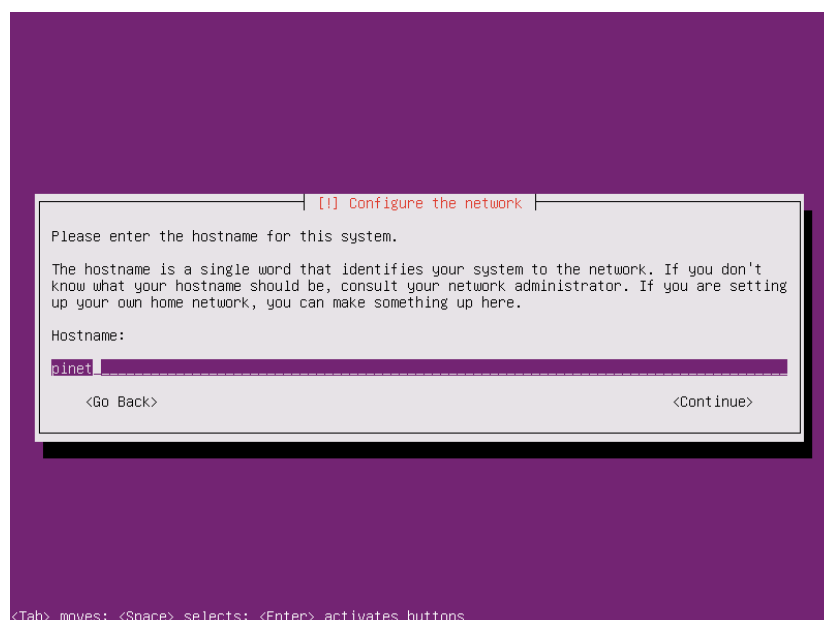 [!] Configure the network
Please enter the hostname for this system.
The hostname is a single word that identifies your system to the network. If you don't
know what your hostname should be, consult your network administrator. If you are setting
up your own home network, you can make something up here.
Hostname:
pinet
<Go Back> <Continue>
<Tab> moves; <Space> selects; <Enter> activates buttons